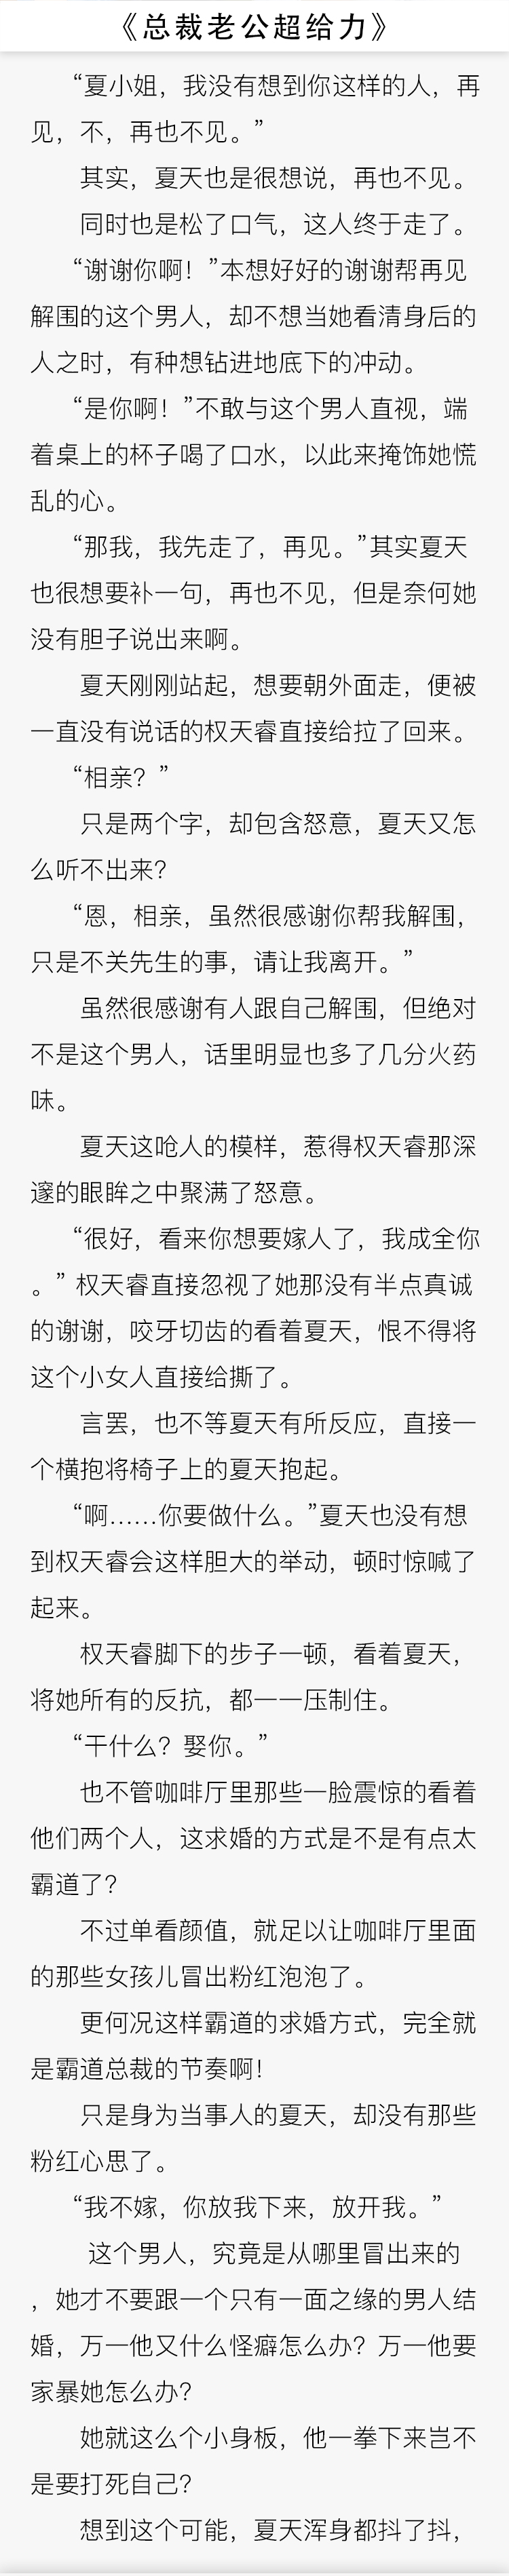 《总裁老公超给力》
“夏小姐，我没有想到你这样的人，再
见，不，再也不见。”
其实，夏天也是很想说，再也不见。
同时也是松了口气，这人终于走了。
“谢谢你啊！”本想好好的谢谢帮再见
解围的这个男人，却不想当她看清身后的
人之时，有种想钻进地底下的冲动。
“是你啊！”不敢与这个男人直视，端
着桌上的杯子喝了口水，以此来掩饰她慌
乱的心。
“那我，我先走了，再见。”其实夏天
也很想要补一句，再也不见，但是奈何她
没有胆子说出来啊。
夏天刚刚站起，想要朝外面走，便被
一直没有说话的权天睿直接给拉了回来。
“相亲？”
只是两个字，却包含怒意，夏天又怎
么听不出来？
“恩，相亲，虽然很感谢你帮我解围，
只是不关先生的事，请让我离开。”
虽然很感谢有人跟自己解围，但绝对
不是这个男人，话里明显也多了几分火药
味。
夏天这呛人的模样，惹得权天睿那深
邃的眼眸之中聚满了怒意。
“很好，看来你想要嫁人了，我成全你
。” 权天睿直接忽视了她那没有半点真诚
的谢谢，咬牙切齿的看着夏天，恨不得将
这个小女人直接给撕了。
言罢，也不等夏天有所反应，直接一
个横抱将椅子上的夏天抱起。
“啊……你要做什么。”夏天也没有想
到权天睿会这样胆大的举动，顿时惊喊了
起来。
权天睿脚下的步子一顿，看着夏天，
将她所有的反抗，都一一压制住。
“干什么？娶你。”
也不管咖啡厅里那些一脸震惊的看着
他们两个人，这求婚的方式是不是有点太
霸道了？
不过单看颜值，就足以让咖啡厅里面
的那些女孩儿冒出粉红泡泡了。
更何况这样霸道的求婚方式，完全就
是霸道总裁的节奏啊！
只是身为当事人的夏天，却没有那些
粉红心思了。
“我不嫁，你放我下来，放开我。”
这个男人，究竟是从哪里冒出来的
，她才不要跟一个只有一面之缘的男人结
婚，万一他又什么怪癖怎么办？万一他要
家暴她怎么办？
她就这么个小身板，他一拳下来岂不
是要打死自己？
想到这个可能，夏天浑身都抖了抖，